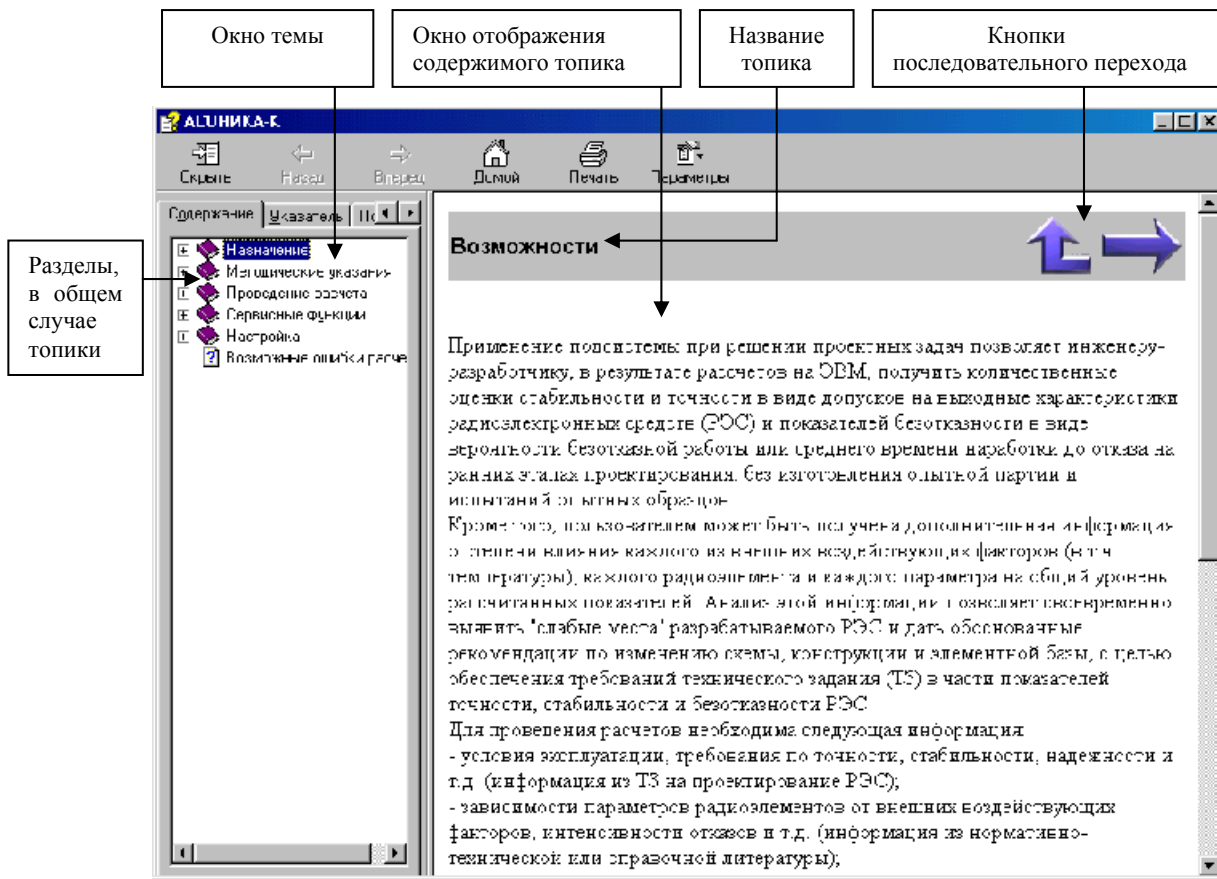 Окно темы
Окно отображения
содержимого топика
Название
топика
Кнопки
последовательного перехода
Разделы,
в общем
случае
топики
Скрыть
Назад
Вперед
Домой
Печать
Параметры
Содержание
Указатель
По
Назначение
Методические указания
Проведение расчета
Сервисные функции
Настройка
Возможные ошибки расче
Возможности
Применение подсистемы при решении проектных задач позволяет инженеру-
разработчику, в результате рассчетов на ЭВМ, получить количественные
оценки стабильности и точности в виде допусков на выходные характеристики
радиоэлектронных средств (РЭС) и показателей безотказности в виде
вероятности безотказной работы или среднего времени наработки до отказа на
ранних этапах проектирования, без изготовления опытной партии и
испытаний опытных образцов
Кроме того, пользователем может быть получена дополнительная информация
о степени влияния каждого из внешних воздействующих факторов (в т.ч
температуры), каждого радиоэлемента и каждого параметра на общий уровень
рассчитанных показателей. Анализ этой информации позволяет своевременно
выявить "слабые места" разрабатываемого РЭС и дать обоснованные
рекомендации по изменению схемы, конструкции и элементной базы, с целью
обеспечения требований технического задания (ТЗ) в части показателей
точности, стабильности и безотказности РЭС
Для проведения расчетов необходима следующая информация
- условия эксплуатации, требования по точности, стабильности, надежности и
т.д. (информация из ТЗ на проектирование РЭС);
- зависимости параметров радиоэлементов от внешних воздействующих
факторов, интенсивности отказов и т.д. (информация из нормативно-
технической или справочной литературы);